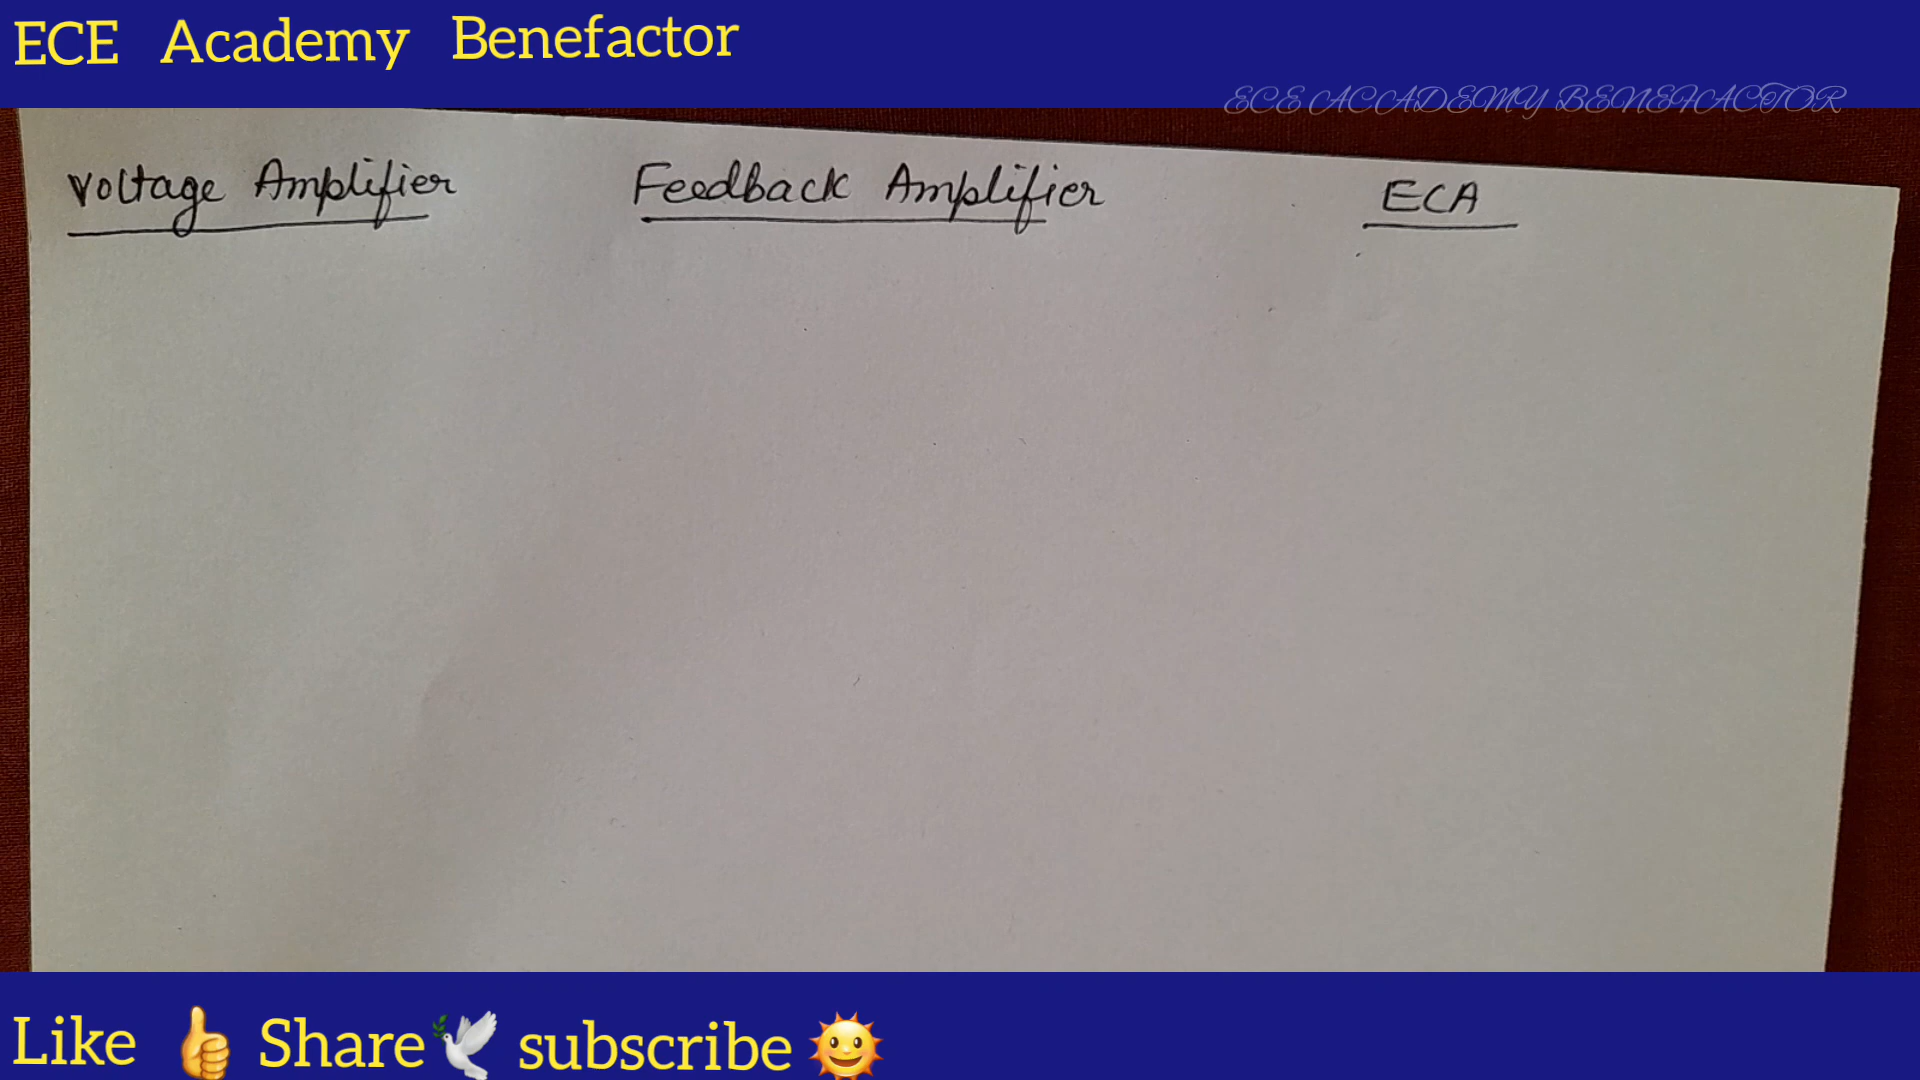 ECE Academy Benefactor
ECE ACCADEMY BENEFACTOR
Voltage Amplifier Feedback Amplifier ECA
Like 👍 Share 🕊 subscribe 🌞